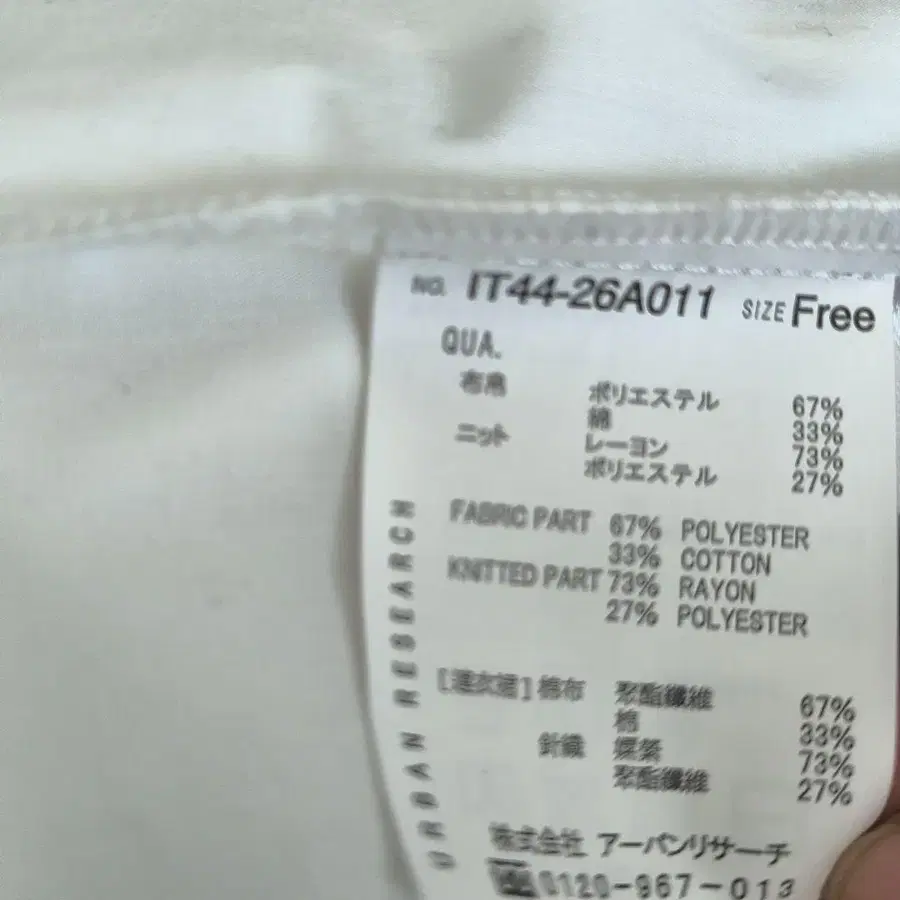 NO. IT44-26A011 SIZE Free
QUA.
布帛 ポリエステル 67%
綿 33%
ニット レーヨン 73%
ポリエステル 27%
FABRIC PART 67% POLYESTER
33% COTTON
KNITTED PART 73% RAYON
27% POLYESTER
[連衣裙] 棉布 聚酯纖維 67%
棉 33%
針織 嫘縈 73%
聚酯纖維 27%
株式会社 アーバンリサーチ
0120-967-013
URBAN RESEARCH